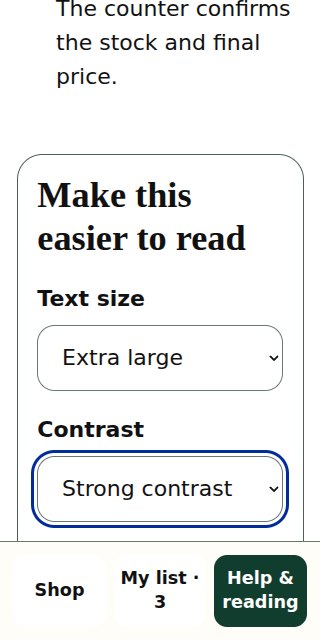 The counter confirms
the stock and final
price.
Make this
easier to read
Text size
Extra large
Contrast
Strong contrast
Shop
My list ·
3
Help &
reading